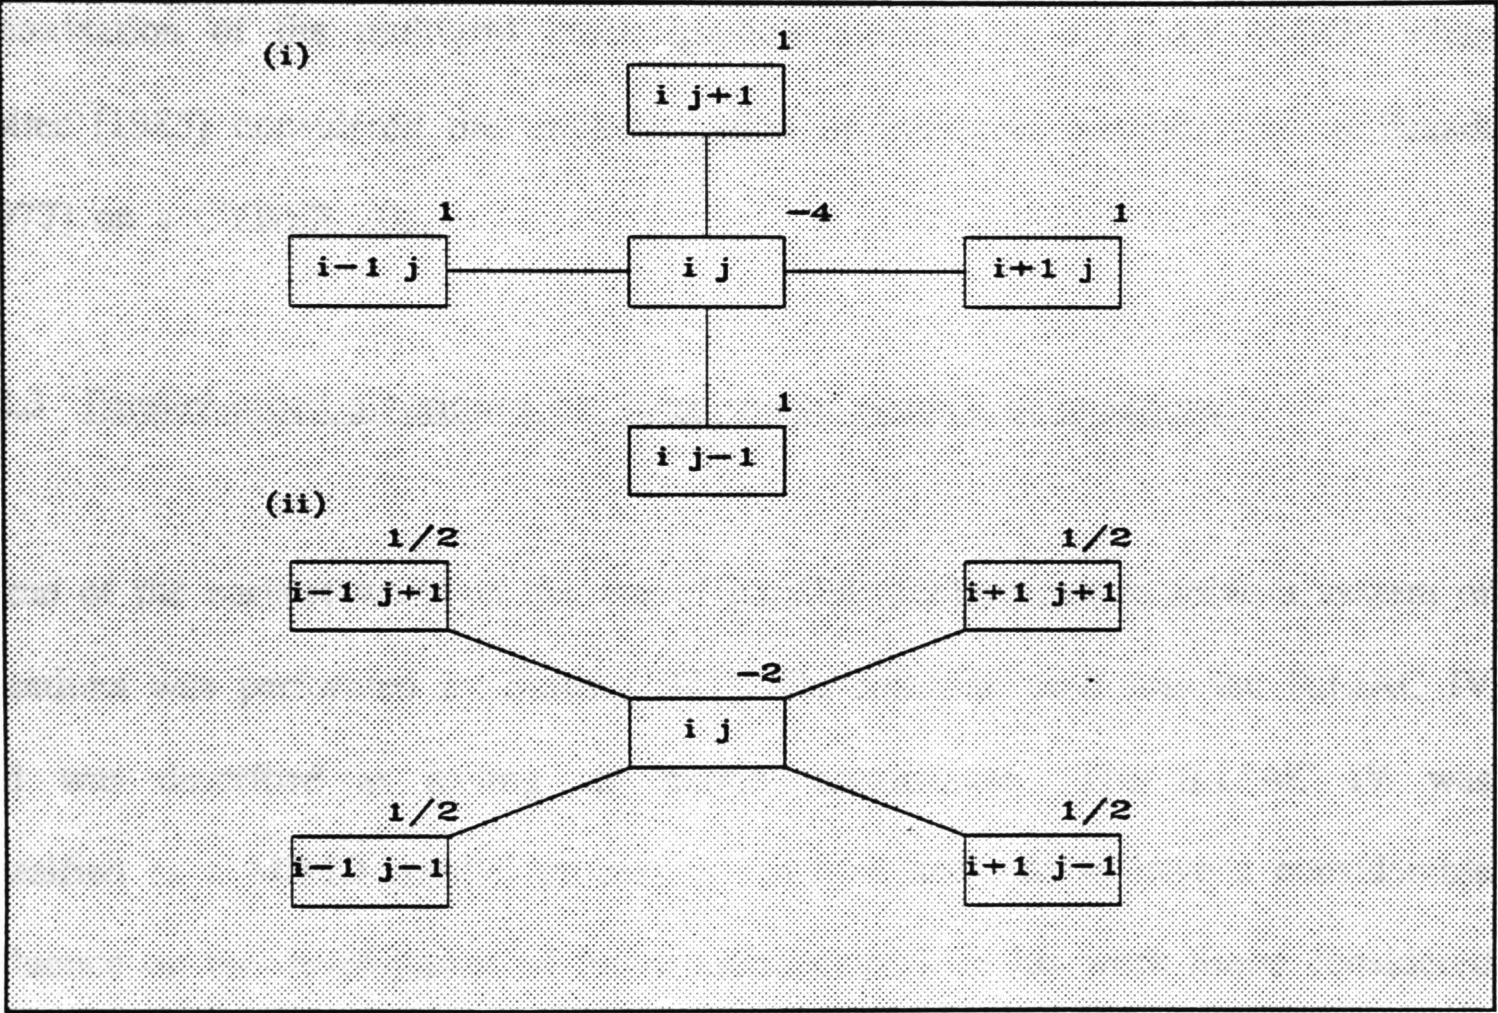 (i)
1
i j+1
1
-4
1
i-1 j
i j
i+1 j
1
i j-1
(ii)
1/2
1/2
i-1 j+1
i+1 j+1
-2
i j
1/2
1/2
i-1 j-1
i+1 j-1